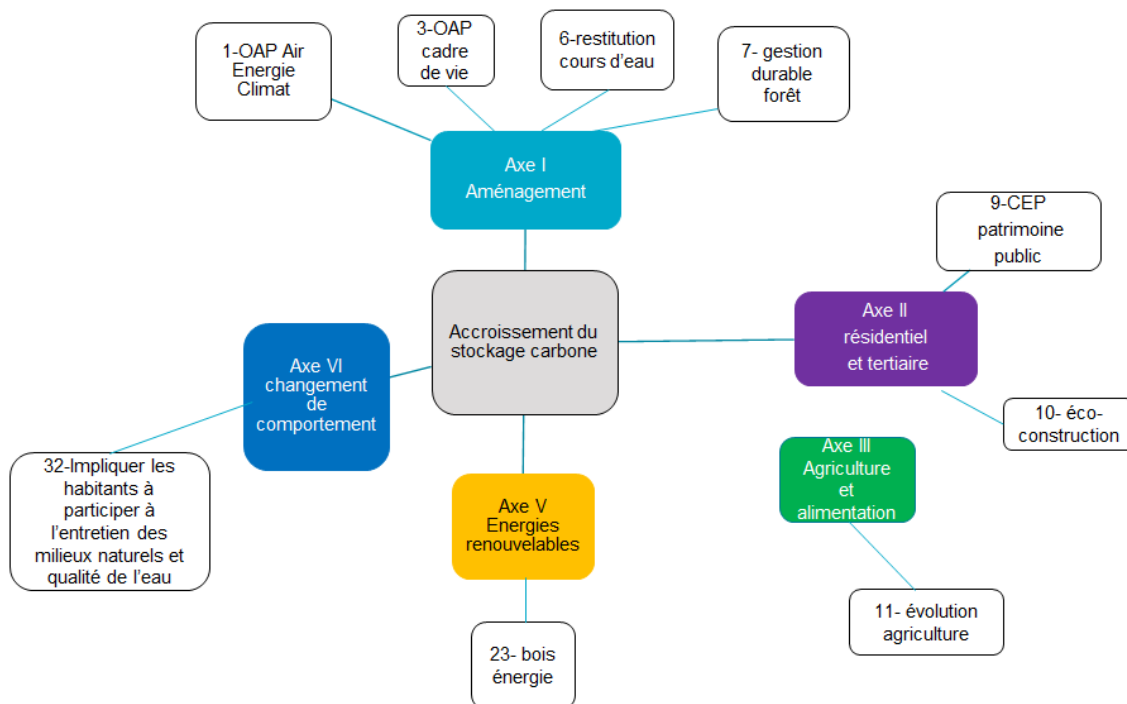 1-OAP Air
Energie
Climat
3-OAP
cadre
de vie
6-restitution
cours d'eau
7- gestion
durable
forêt
Axe I
Aménagement
9-CEP
patrimoine
public
Accroissement du
stockage carbone
Axe II
résidentiel
et tertiaire
Axe VI
changement
de
comportement
10- éco-
construction
Axe III
Agriculture
et
alimentation
32-Impliquer les
habitants à
participer à
l'entretien des
milieux naturels et
qualité de l'eau
Axe V
Energies
renouvelables
11- évolution
agriculture
23- bois
énergie